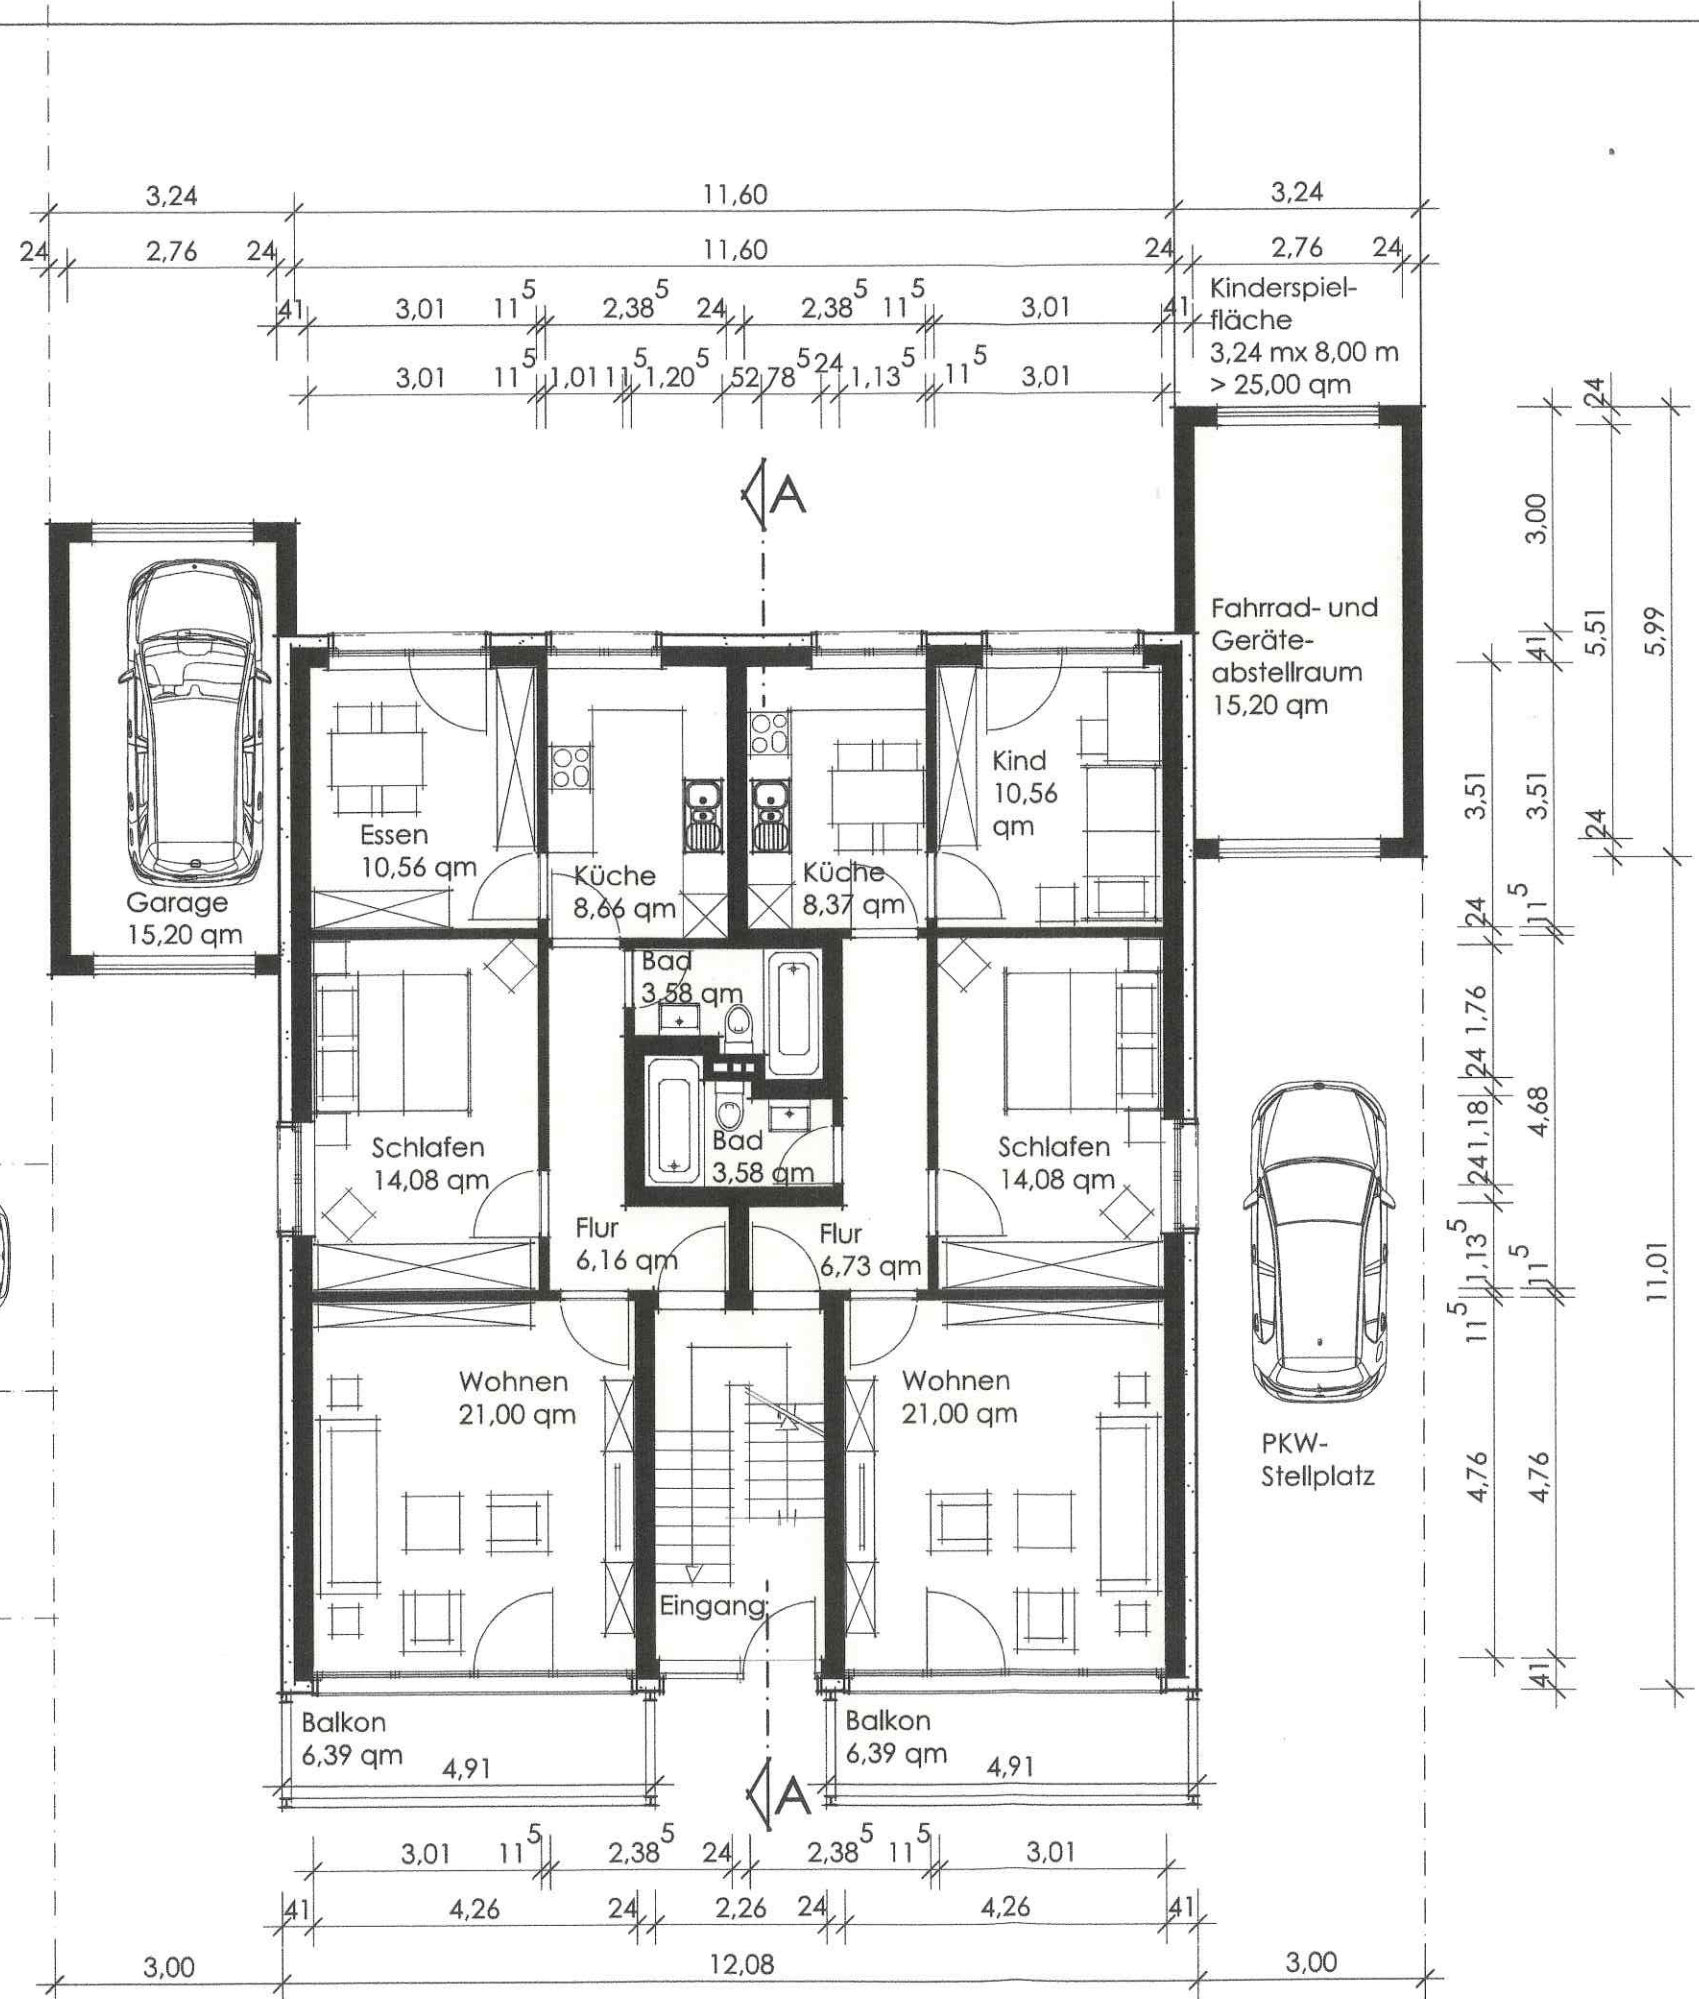 3,24 11,60 3,24
24 2,76 24 11,60 24 2,76 24
41 3,01 11⁵ 2,38⁵ 24 2,38⁵ 11⁵ 3,01 41
3,01 11⁵ 1,01 11⁵ 1,20⁵ 52 78⁵ 24 1,13⁵ 11⁵ 3,01
Kinderspiel-
fläche
3,24 mx 8,00 m
> 25,00 qm
A
Fahrrad- und
Geräte-
abstellraum
15,20 qm
Garage
15,20 qm
Essen
10,56 qm
Küche
8,66 qm
Küche
8,37 qm
Kind
10,56
qm
Bad
3,58 qm
Bad
3,58 qm
Schlafen
14,08 qm
Schlafen
14,08 qm
Flur
6,16 qm
Flur
6,73 qm
Wohnen
21,00 qm
Wohnen
21,00 qm
PKW-
Stellplatz
Eingang
Balkon
6,39 qm
4,91
Balkon
6,39 qm
4,91
A
3,51 24 1,76 24 1,18 24 1,13⁵ 11⁵ 4,76
3,00 41 3,51 11⁵ 4,68 11⁵ 4,76 41
24 5,51 24
5,99 11,01
3,01 11⁵ 2,38⁵ 24 2,38⁵ 11⁵ 3,01
41 4,26 24 2,26 24 4,26 41
3,00 12,08 3,00